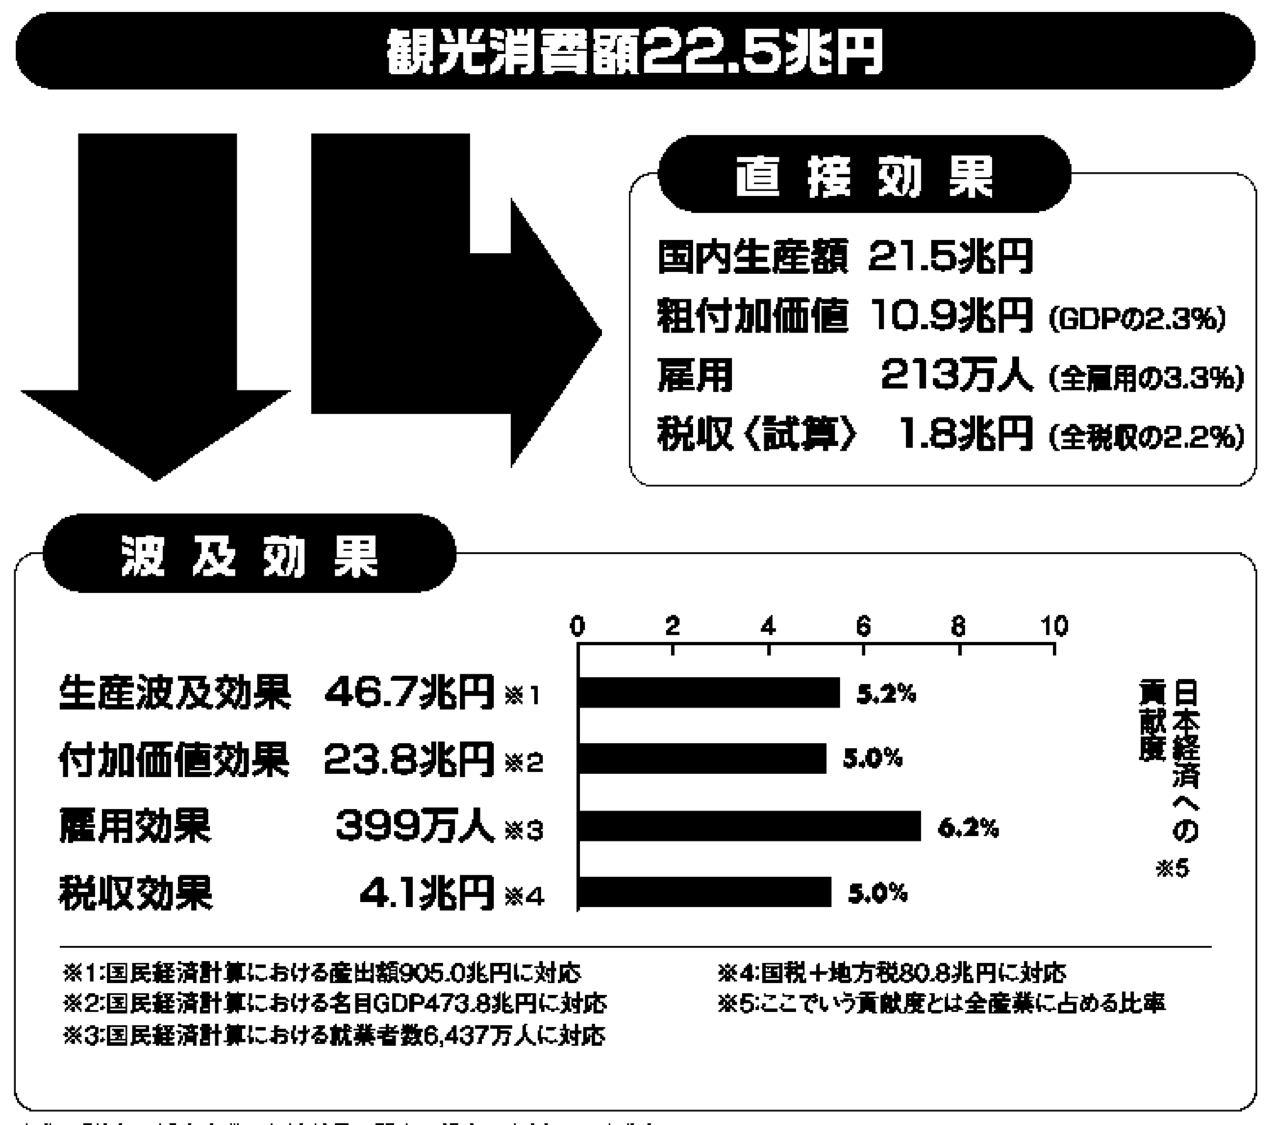 観光消費額22.5兆円
直接効果
国内生産額 21.5兆円
粗付加価値 10.9兆円 (GDPの2.3%)
雇用 213万人 (全雇用の3.3%)
税収〈試算〉 1.8兆円 (全税収の2.2%)
波及効果
0 2 4 6 8 10
生産波及効果 46.7兆円 ※1 5.2%
付加価値効果 23.8兆円 ※2 5.0%
雇用効果 399万人 ※3 6.2%
税収効果 4.1兆円 ※4 5.0%
日本経済への
貢献度
※5
※1:国民経済計算における産出額905.0兆円に対応
※2:国民経済計算における名目GDP473.8兆円に対応
※3:国民経済計算における就業者数6,437万人に対応
※4:国税+地方税80.8兆円に対応
※5:ここでいう貢献度とは全産業に占める比率